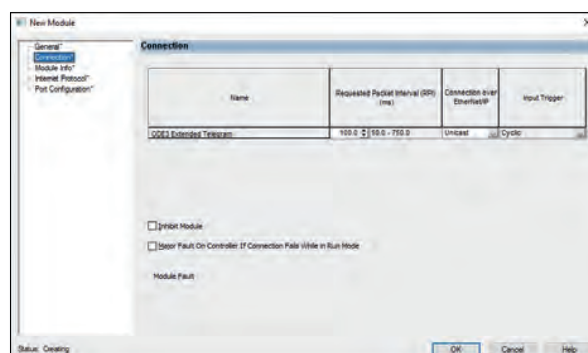 New Module
General*
Connection*
Module Info*
Internet Protocol*
Port Configuration*
Connection
Name
Requested Packet Interval (RPI)
(ms)
Connection over
EtherNet/IP
Input Trigger
ODE3 Extended Telegram
100.0
50.0 - 750.0
Unicast
Cyclic
Inhibit Module
Major Fault On Controller If Connection Fails While in Run Mode
Module Fault
Status: Creating
OK
Cancel
Help